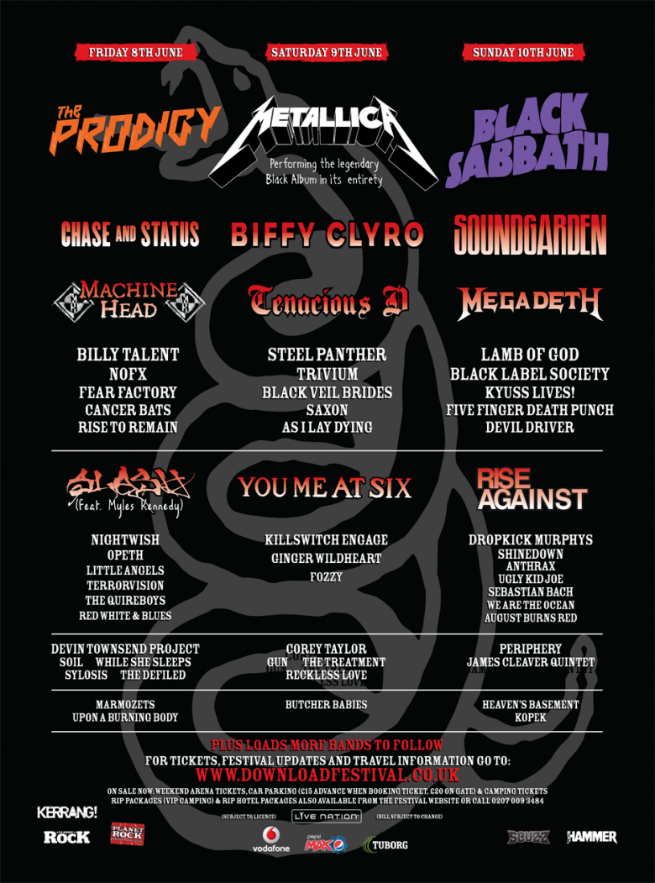 FRIDAY 8TH JUNE
SATURDAY 9TH JUNE
SUNDAY 10TH JUNE
The PRODIGY
METALLICA
Performing the legendary
Black Album in its entirety
BLACK
SABBATH
CHASE AND STATUS
BIFFY CLYRO
SOUNDGARDEN
MACHINE
HEAD
Tenacious D
MEGADETH
BILLY TALENT
NOFX
FEAR FACTORY
CANCER BATS
RISE TO REMAIN
STEEL PANTHER
TRIVIUM
BLACK VEIL BRIDES
SAXON
AS I LAY DYING
LAMB OF GOD
BLACK LABEL SOCIETY
KYUSS LIVES!
FIVE FINGER DEATH PUNCH
DEVIL DRIVER
SLASH
(Feat. Myles Kennedy)
YOU ME AT SIX
RISE
AGAINST
NIGHTWISH
OPETH
LITTLE ANGELS
TERRORVISION
THE QUIREBOYS
RED WHITE & BLUES
KILLSWITCH ENGAGE
GINGER WILDHEART
FOZZY
DROPKICK MURPHYS
SHINEDOWN
ANTHRAX
UGLY KID JOE
SEBASTIAN BACH
WE ARE THE OCEAN
AUGUST BURNS RED
DEVIN TOWNSEND PROJECT
SOIL WHILE SHE SLEEPS
SYLOSIS THE DEFILED
COREY TAYLOR
GUN THE TREATMENT
RECKLESS LOVE
PERIPHERY
JAMES CLEAVER QUINTET
MARMOZETS
UPON A BURNING BODY
BUTCHER BABIES
HEAVEN'S BASEMENT
KOPEK
PLUS LOADS MORE BANDS TO FOLLOW
FOR TICKETS, FESTIVAL UPDATES AND TRAVEL INFORMATION GO TO:
WWW.DOWNLOADFESTIVAL.CO.UK
ON SALE NOW: WEEKEND ARENA TICKETS, CAR PARKING (£15 ADVANCE WHEN BOOKING TICKET, £20 ON GATE) & CAMPING TICKETS
RIP PACKAGES (VIP CAMPING) & RIP HOTEL PACKAGES ALSO AVAILABLE FROM THE FESTIVAL WEBSITE OR CALL 0207 009 3484
KERRANG!
(SUBJECT TO LICENCE)
LIVE NATION
(BILL SUBJECT TO CHANGE)
ROCK
PLANET
ROCK
vodafone
pepsi
MAX
TUBORG
SCUZZ
HAMMER